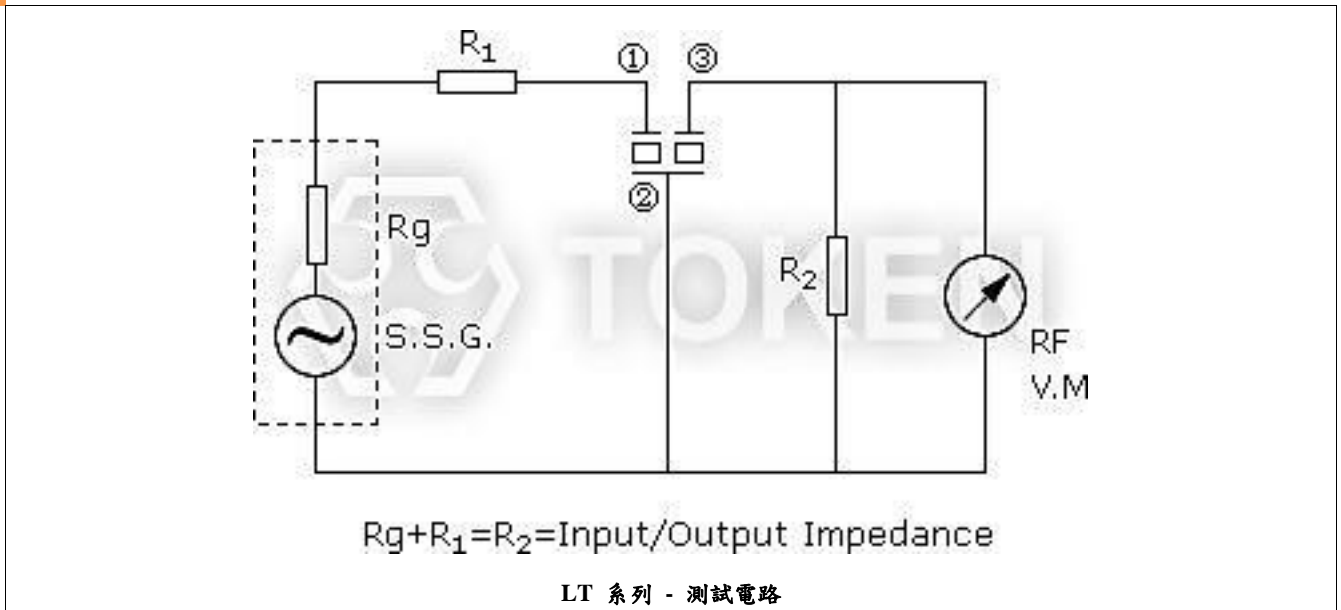 R₁
① ③
②
Rg
TOKEN
R₂
S.S.G.
RF
V.M
Rg+R₁=R₂=Input/Output Impedance
LT 系列 - 測試電路